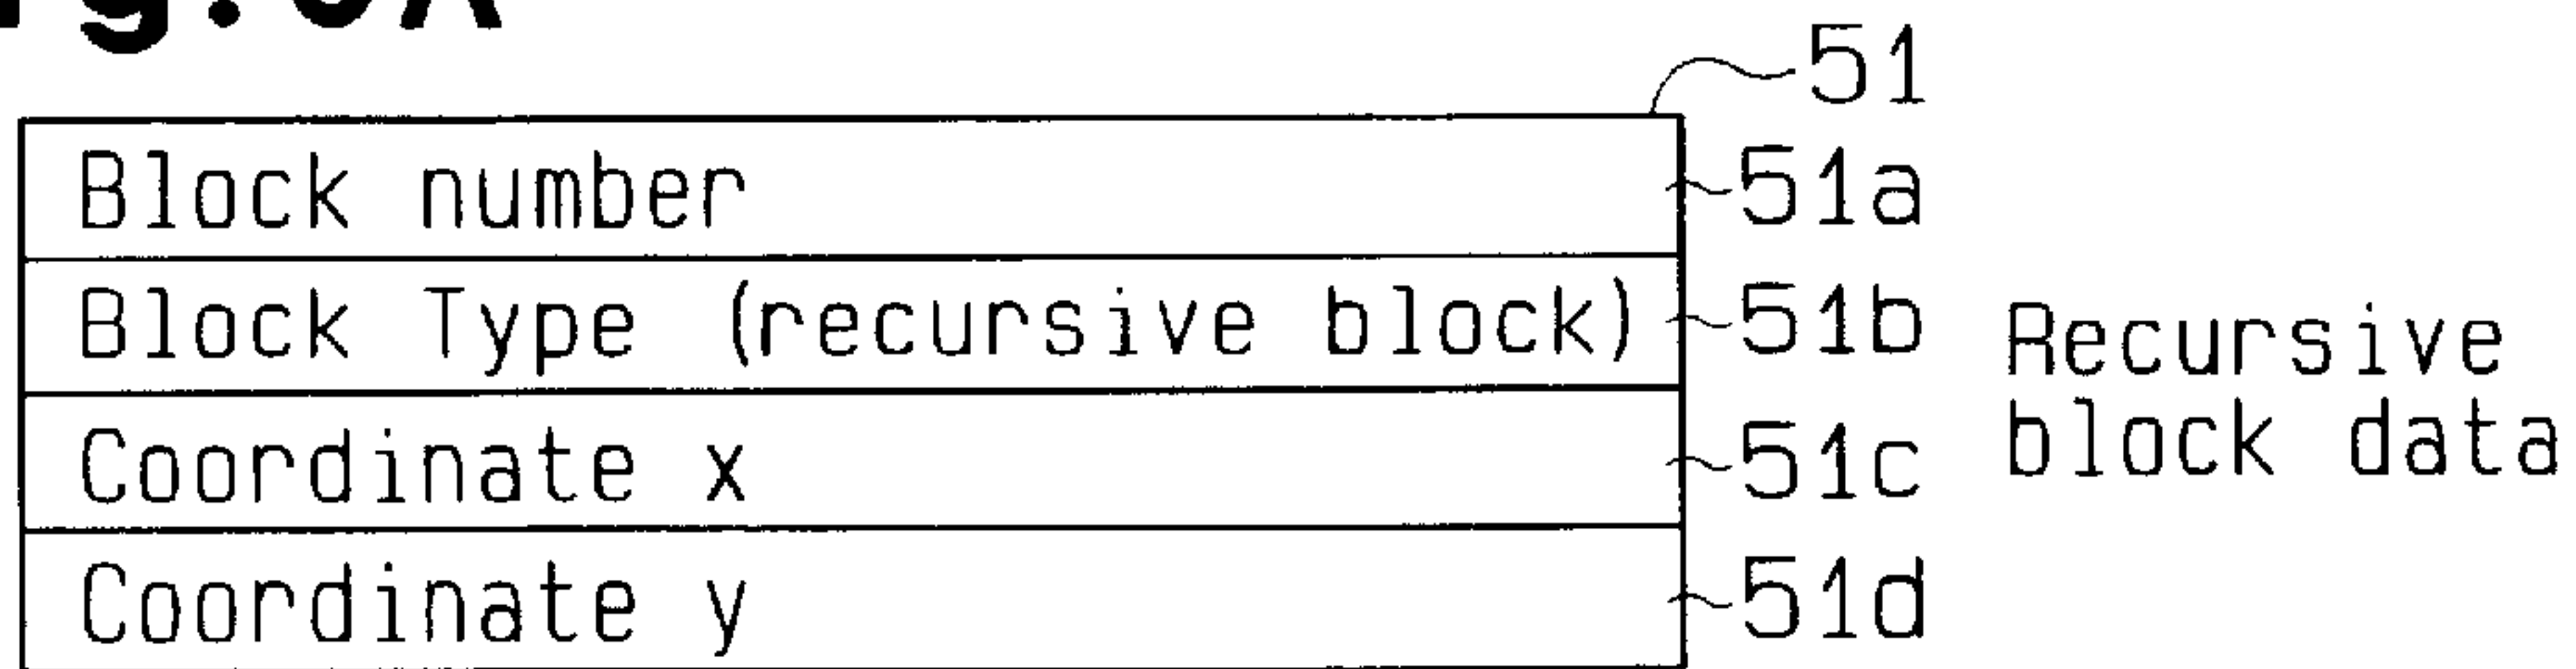 51
Block number 51a
Block Type (recursive block) 51b
Recursive
Coordinate x 51c
block data
Coordinate y 51d